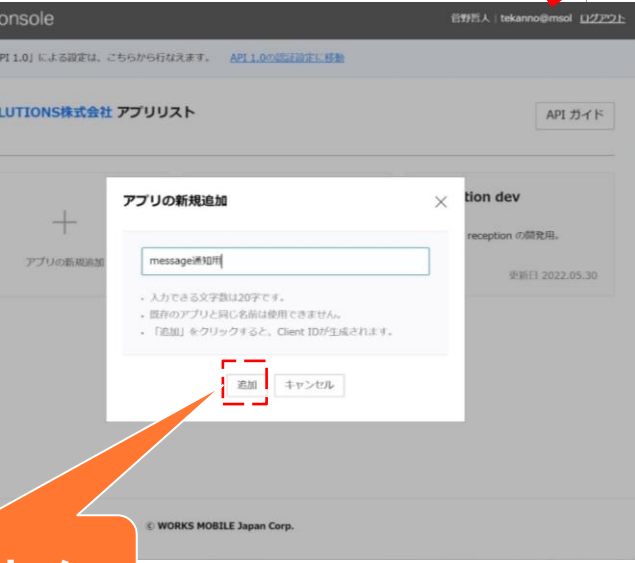 onsole
菅野哲人 | tekanno@msol ログアウト
PI 1.0」による設定は、こちらから行なえます。 API 1.0の認証設定に移動
LUTIONS株式会社 アプリリスト
API ガイド
アプリの新規追加
tion dev
reception の開発用。
更新日 2022.05.30
アプリの新規追加
message通知用
・ 入力できる文字数は20字です。
・ 既存のアプリと同じ名前は使用できません。
・ 「追加」をクリックすると、Client IDが生成されます。
追加 キャンセル
© WORKS MOBILE Japan Corp.